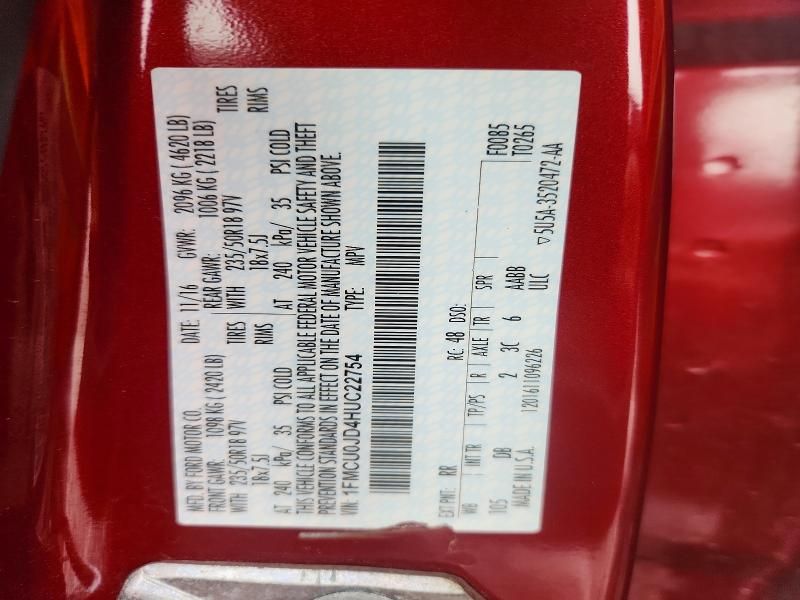 MFD. BY FORD MOTOR CO. DATE: 11/16 GVWR: 2096 KG ( 4620 LB)
FRONT GAWR: 1098 KG ( 2420 LB) REAR GAWR: 1006 KG ( 2218 LB)
WITH 235/50R18 97V TIRES WITH 235/50R18 97V TIRES
18x7.5J RIMS 18x7.5J RIMS
AT 240 kPa/ 35 PSI COLD AT 240 kPa/ 35 PSI COLD
THIS VEHICLE CONFORMS TO ALL APPLICABLE FEDERAL MOTOR VEHICLE SAFETY AND THEFT
PREVENTION STANDARDS IN EFFECT ON THE DATE OF MANUFACTURE SHOWN ABOVE.
VIN: 1FMCU0JD4HUC22754 TYPE: MPV
EXT PNT: RR RC: 48 DSO: F0085
WB INT TR TP/PS R AXLE TR SPR T0265
105 DB 2 3C 6 AABB
MADE IN U.S.A. 1201611096226 ULC
▽5U5A-3520472-AA